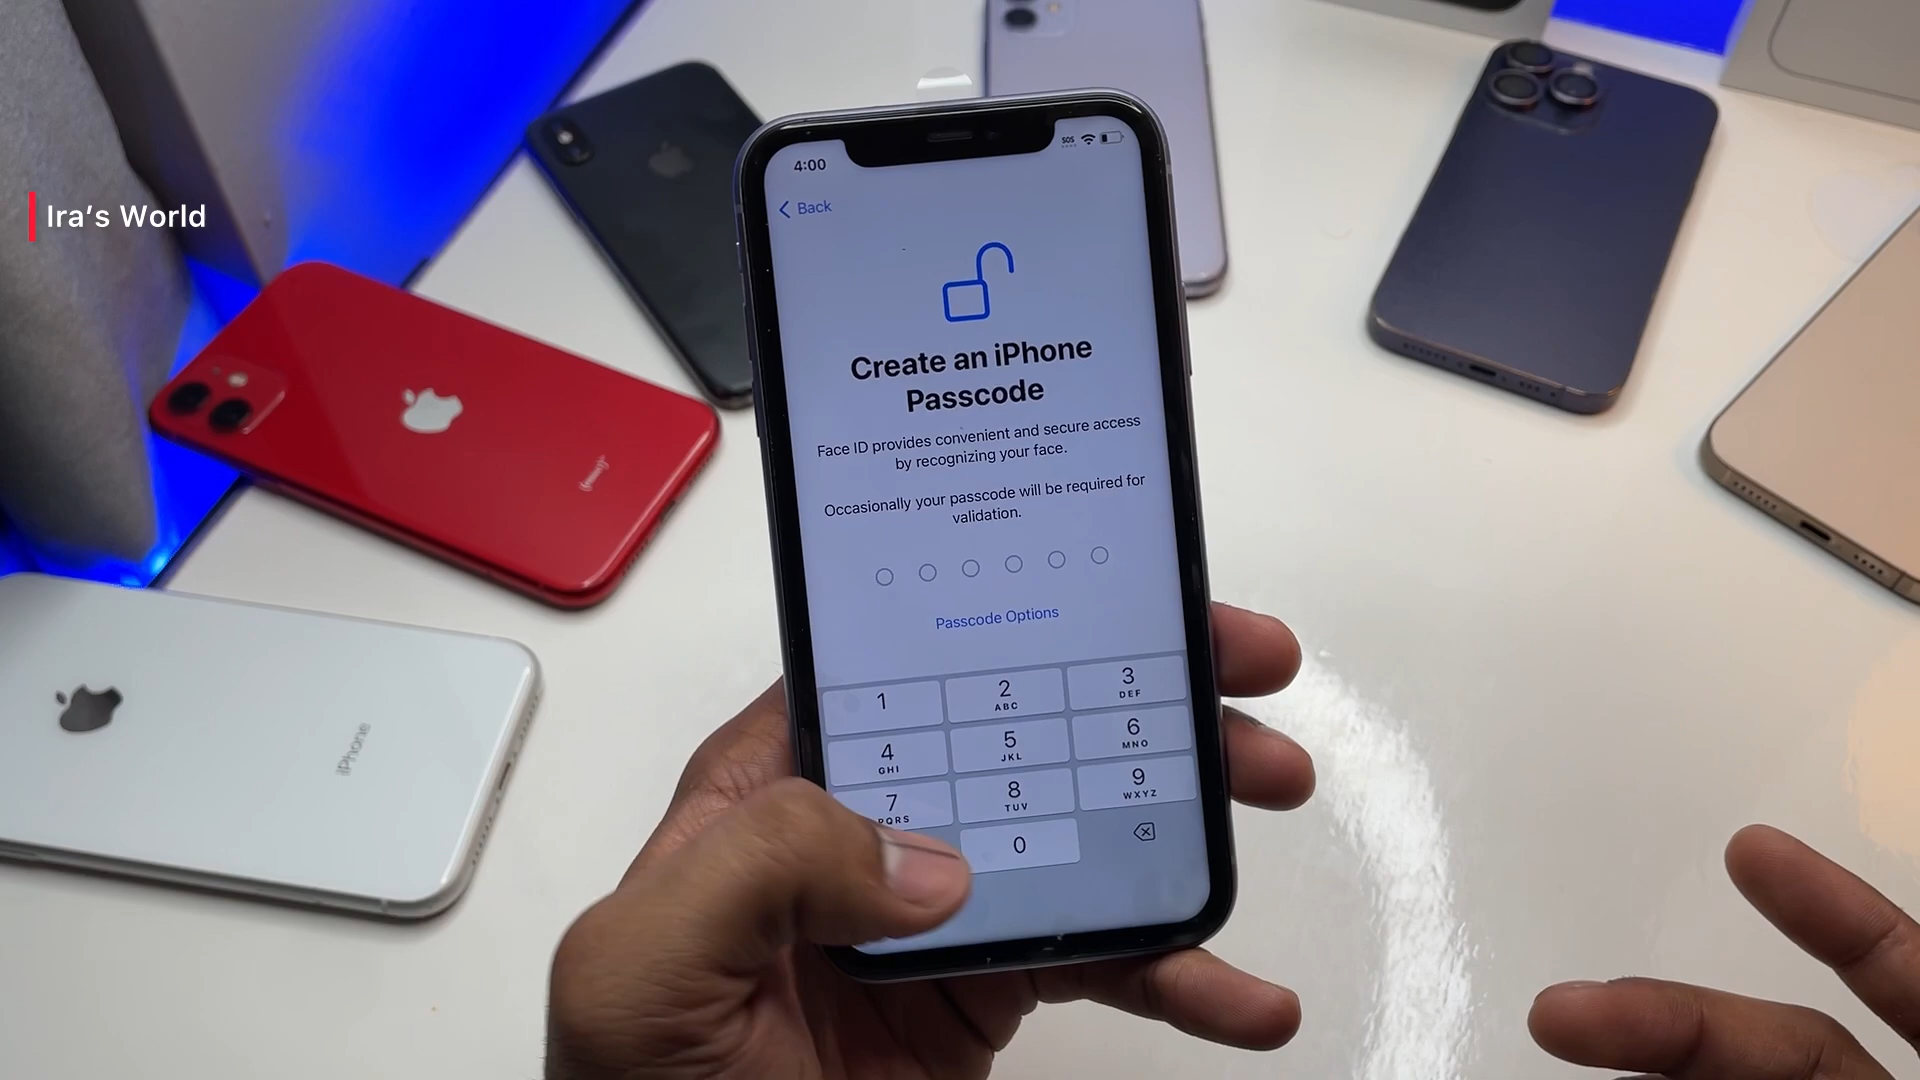 Ira's World
4:00
SOS
Back
Create an iPhone
Passcode
Face ID provides convenient and secure access
by recognizing your face.
Occasionally your passcode will be required for
validation.
Passcode Options
1
2
ABC
3
DEF
4
GHI
5
JKL
6
MNO
7
PQRS
8
TUV
9
WXYZ
0
iPhone